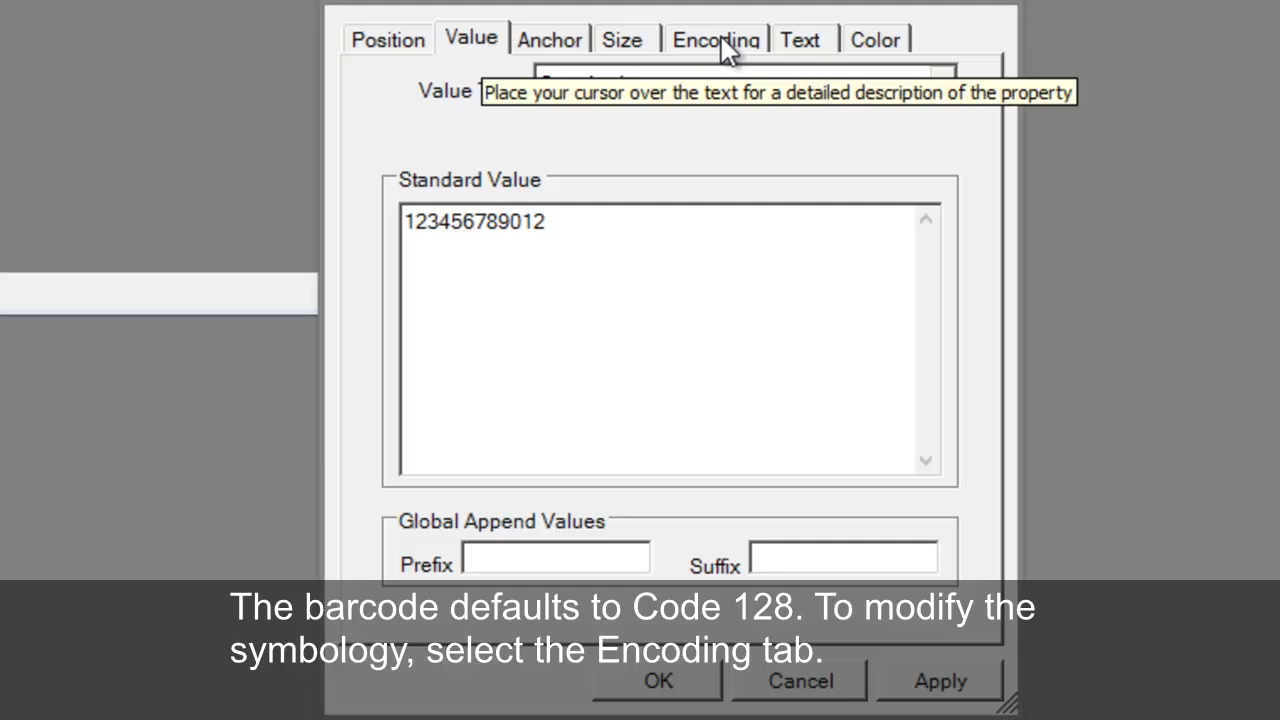 Position Value Anchor Size Encoding Text Color
Value
Place your cursor over the text for a detailed description of the property
Standard Value
123456789012
Global Append Values
Prefix Suffix
The barcode defaults to Code 128. To modify the
symbology, select the Encoding tab.
OK Cancel Apply